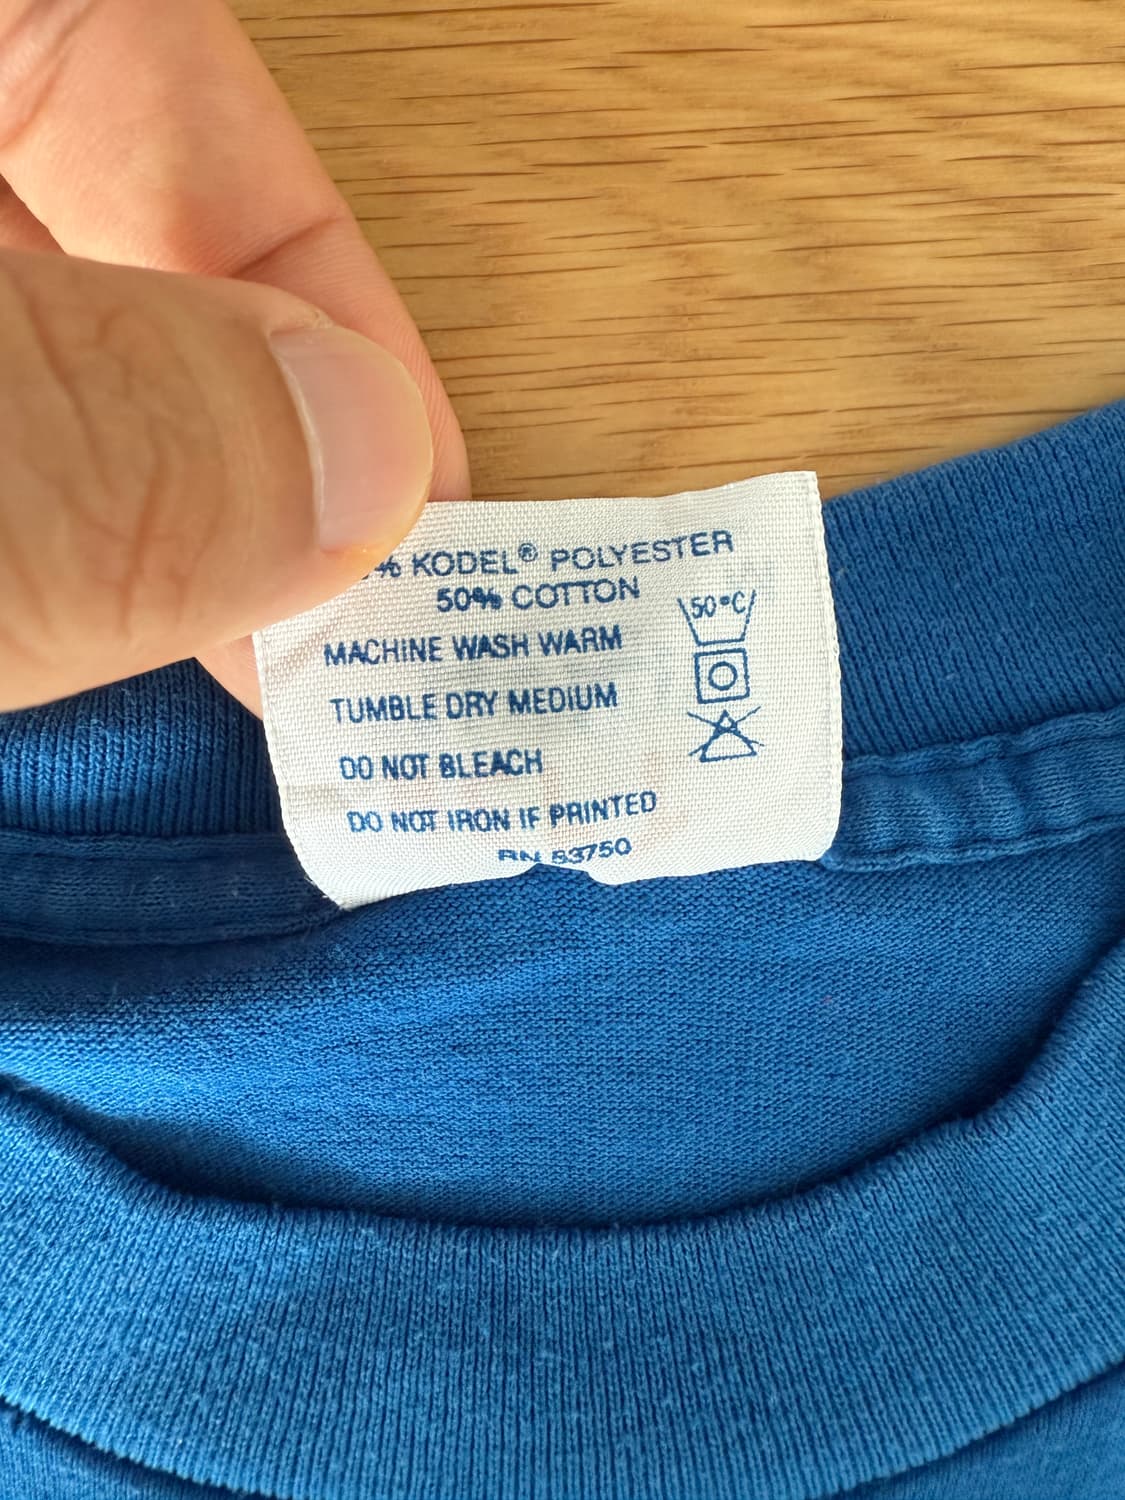 % KODEL® POLYESTER
50% COTTON
50°C
MACHINE WASH WARM
TUMBLE DRY MEDIUM
DO NOT BLEACH
DO NOT IRON IF PRINTED
RN 53750